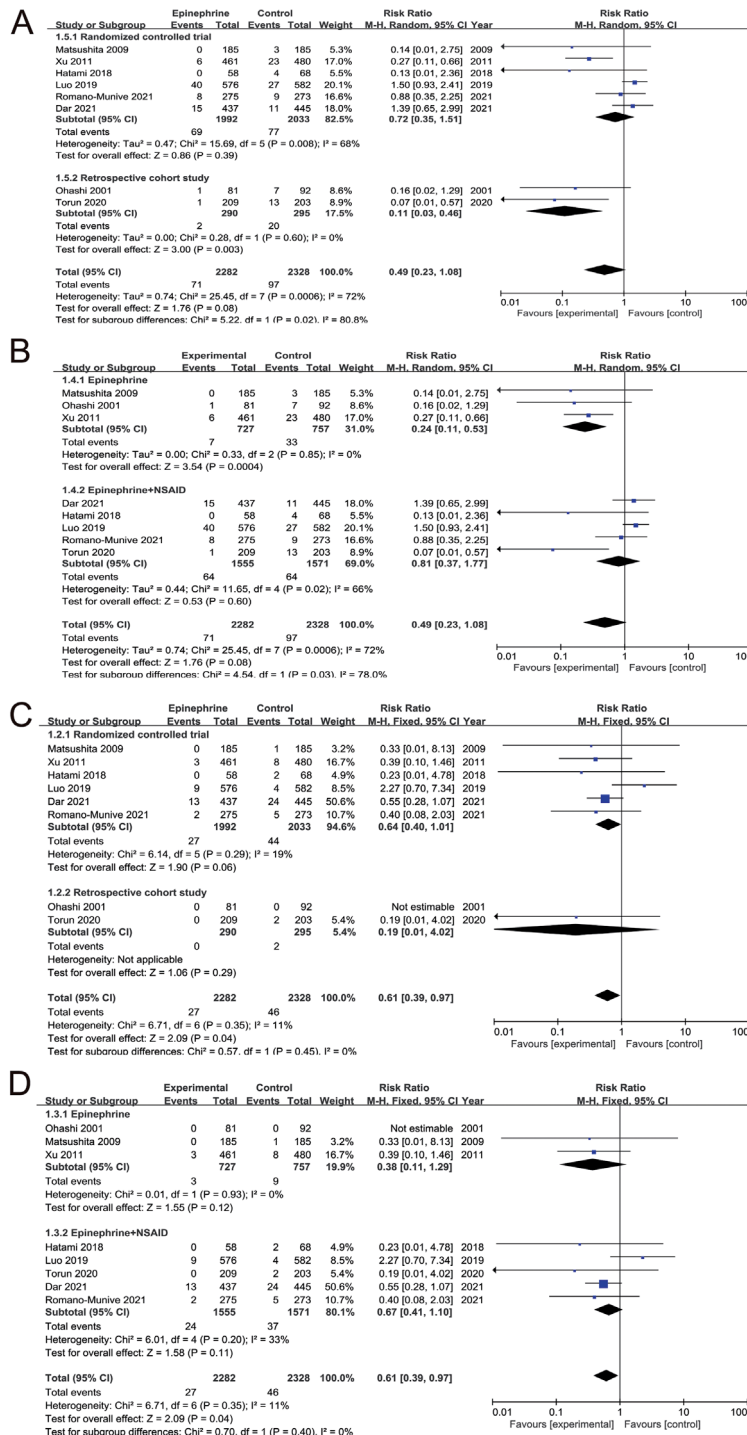 A
Epinephrine Control Risk Ratio Risk Ratio
Study or Subgroup Events Total Events Total Weight M-H, Random, 95% CI Year M-H, Random, 95% CI
1.5.1 Randomized controlled trial
Matsushita 2009 0 185 3 185 5.3% 0.14 [0.01, 2.75] 2009
Xu 2011 6 461 23 480 17.0% 0.27 [0.11, 0.66] 2011
Hatami 2018 0 58 4 68 5.5% 0.13 [0.01, 2.36] 2018
Luo 2019 40 576 27 582 20.1% 1.50 [0.93, 2.41] 2019
Romano-Munive 2021 8 275 9 273 16.6% 0.88 [0.35, 2.25] 2021
Dar 2021 15 437 11 445 18.0% 1.39 [0.65, 2.99] 2021
Subtotal (95% CI) 1992 2033 82.5% 0.72 [0.35, 1.51]
Total events 69 77
Heterogeneity: Tau² = 0.47; Chi² = 15.69, df = 5 (P = 0.008); I² = 68%
Test for overall effect: Z = 0.86 (P = 0.39)
1.5.2 Retrospective cohort study
Ohashi 2001 1 81 7 92 8.6% 0.16 [0.02, 1.29] 2001
Torun 2020 1 209 13 203 8.9% 0.07 [0.01, 0.57] 2020
Subtotal (95% CI) 290 295 17.5% 0.11 [0.03, 0.46]
Total events 2 20
Heterogeneity: Tau² = 0.00; Chi² = 0.28, df = 1 (P = 0.60); I² = 0%
Test for overall effect: Z = 3.00 (P = 0.003)
Total (95% CI) 2282 2328 100.0% 0.49 [0.23, 1.08]
Total events 71 97
Heterogeneity: Tau² = 0.74; Chi² = 25.45, df = 7 (P = 0.0006); I² = 72%
Test for overall effect: Z = 1.76 (P = 0.08)
Test for subgroup differences: Chi² = 5.22, df = 1 (P = 0.02), I² = 80.8%
0.01 0.1 1 10 100
Favours [experimental] Favours [control]
B
Experimental Control Risk Ratio Risk Ratio
Study or Subgroup Events Total Events Total Weight M-H, Random, 95% CI M-H, Random, 95% CI
1.4.1 Epinephrine
Matsushita 2009 0 185 3 185 5.3% 0.14 [0.01, 2.75]
Ohashi 2001 1 81 7 92 8.6% 0.16 [0.02, 1.29]
Xu 2011 6 461 23 480 17.0% 0.27 [0.11, 0.66]
Subtotal (95% CI) 727 757 31.0% 0.24 [0.11, 0.53]
Total events 7 33
Heterogeneity: Tau² = 0.00; Chi² = 0.33, df = 2 (P = 0.85); I² = 0%
Test for overall effect: Z = 3.54 (P = 0.0004)
1.4.2 Epinephrine+NSAID
Dar 2021 15 437 11 445 18.0% 1.39 [0.65, 2.99]
Hatami 2018 0 58 4 68 5.5% 0.13 [0.01, 2.36]
Luo 2019 40 576 27 582 20.1% 1.50 [0.93, 2.41]
Romano-Munive 2021 8 275 9 273 16.6% 0.88 [0.35, 2.25]
Torun 2020 1 209 13 203 8.9% 0.07 [0.01, 0.57]
Subtotal (95% CI) 1555 1571 69.0% 0.81 [0.37, 1.77]
Total events 64 64
Heterogeneity: Tau² = 0.44; Chi² = 11.65, df = 4 (P = 0.02); I² = 66%
Test for overall effect: Z = 0.53 (P = 0.60)
Total (95% CI) 2282 2328 100.0% 0.49 [0.23, 1.08]
Total events 71 97
Heterogeneity: Tau² = 0.74; Chi² = 25.45, df = 7 (P = 0.0006); I² = 72%
Test for overall effect: Z = 1.76 (P = 0.08)
Test for subgroup differences: Chi² = 4.54, df = 1 (P = 0.03), I² = 78.0%
0.01 0.1 1 10 100
Favours [experimental] Favours [control]
C
Epinephrine Control Risk Ratio Risk Ratio
Study or Subgroup Events Total Events Total Weight M-H, Fixed, 95% CI Year M-H, Fixed, 95% CI
1.2.1 Randomized controlled trial
Matsushita 2009 0 185 1 185 3.2% 0.33 [0.01, 8.13] 2009
Xu 2011 3 461 8 480 16.7% 0.39 [0.10, 1.46] 2011
Hatami 2018 0 58 2 68 4.9% 0.23 [0.01, 4.78] 2018
Luo 2019 9 576 4 582 8.5% 2.27 [0.70, 7.34] 2019
Dar 2021 13 437 24 445 50.6% 0.55 [0.28, 1.07] 2021
Romano-Munive 2021 2 275 5 273 10.7% 0.40 [0.08, 2.03] 2021
Subtotal (95% CI) 1992 2033 94.6% 0.64 [0.40, 1.01]
Total events 27 44
Heterogeneity: Chi² = 6.14, df = 5 (P = 0.29); I² = 19%
Test for overall effect: Z = 1.90 (P = 0.06)
1.2.2 Retrospective cohort study
Ohashi 2001 0 81 0 92 Not estimable 2001
Torun 2020 0 209 2 203 5.4% 0.19 [0.01, 4.02] 2020
Subtotal (95% CI) 290 295 5.4% 0.19 [0.01, 4.02]
Total events 0 2
Heterogeneity: Not applicable
Test for overall effect: Z = 1.06 (P = 0.29)
Total (95% CI) 2282 2328 100.0% 0.61 [0.39, 0.97]
Total events 27 46
Heterogeneity: Chi² = 6.71, df = 6 (P = 0.35); I² = 11%
Test for overall effect: Z = 2.09 (P = 0.04)
Test for subgroup differences: Chi² = 0.57, df = 1 (P = 0.45), I² = 0%
0.01 0.1 1 10 100
Favours [experimental] Favours [control]
D
Experimental Control Risk Ratio Risk Ratio
Study or Subgroup Events Total Events Total Weight M-H, Fixed, 95% CI Year M-H, Fixed, 95% CI
1.3.1 Epinephrine
Ohashi 2001 0 81 0 92 Not estimable 2001
Matsushita 2009 0 185 1 185 3.2% 0.33 [0.01, 8.13] 2009
Xu 2011 3 461 8 480 16.7% 0.39 [0.10, 1.46] 2011
Subtotal (95% CI) 727 757 19.9% 0.38 [0.11, 1.29]
Total events 3 9
Heterogeneity: Chi² = 0.01, df = 1 (P = 0.93); I² = 0%
Test for overall effect: Z = 1.55 (P = 0.12)
1.3.2 Epinephrine+NSAID
Hatami 2018 0 58 2 68 4.9% 0.23 [0.01, 4.78] 2018
Luo 2019 9 576 4 582 8.5% 2.27 [0.70, 7.34] 2019
Torun 2020 0 209 2 203 5.4% 0.19 [0.01, 4.02] 2020
Dar 2021 13 437 24 445 50.6% 0.55 [0.28, 1.07] 2021
Romano-Munive 2021 2 275 5 273 10.7% 0.40 [0.08, 2.03] 2021
Subtotal (95% CI) 1555 1571 80.1% 0.67 [0.41, 1.10]
Total events 24 37
Heterogeneity: Chi² = 6.01, df = 4 (P = 0.20); I² = 33%
Test for overall effect: Z = 1.58 (P = 0.11)
Total (95% CI) 2282 2328 100.0% 0.61 [0.39, 0.97]
Total events 27 46
Heterogeneity: Chi² = 6.71, df = 6 (P = 0.35); I² = 11%
Test for overall effect: Z = 2.09 (P = 0.04)
Test for subgroup differences: Chi² = 0.70, df = 1 (P = 0.40), I² = 0%
0.01 0.1 1 10 100
Favours [experimental] Favours [control]